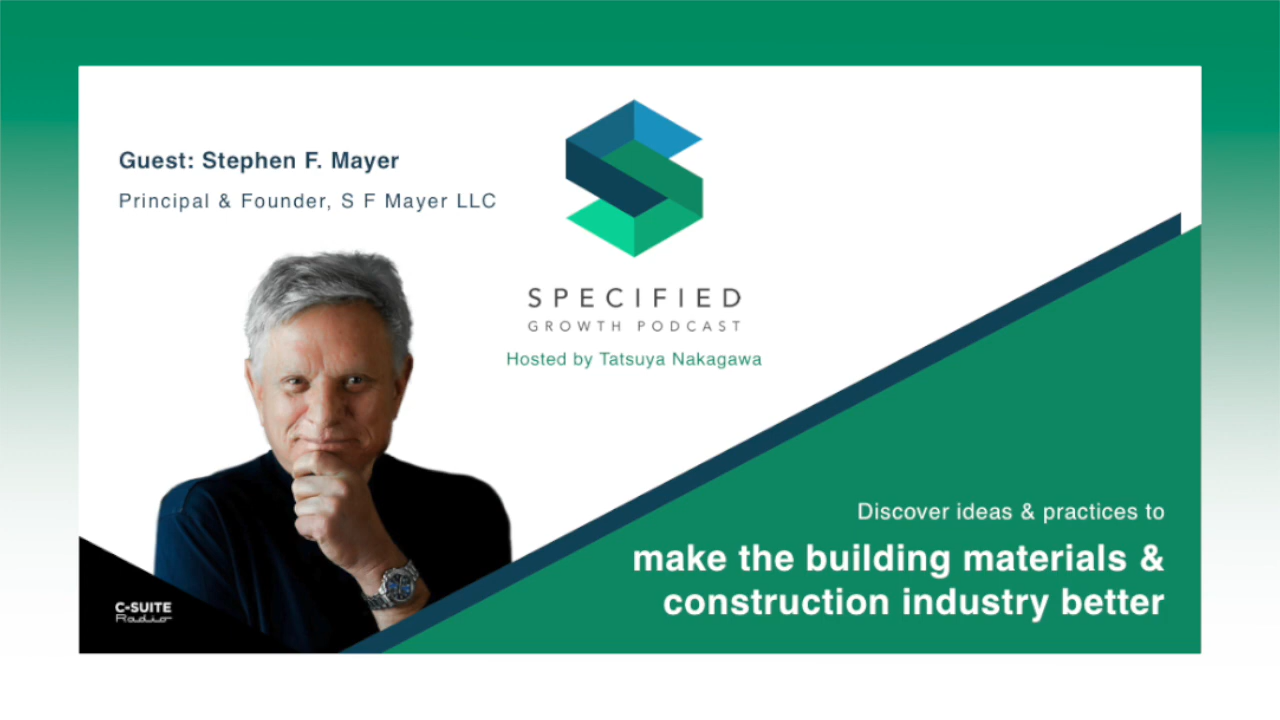 Guest: Stephen F. Mayer
Principal & Founder, S F Mayer LLC
SPECIFIED
GROWTH PODCAST
Hosted by Tatsuya Nakagawa
Discover ideas & practices to
make the building materials &
construction industry better
C-SUITE
Radio